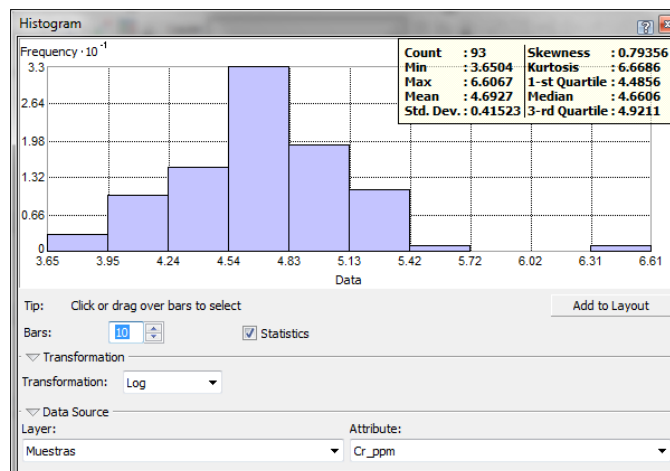 Histogram
Frequency · 10 -1
3.3
2.64
1.98
1.32
0.66
0
3.65 3.95 4.24 4.54 4.83 5.13 5.42 5.72 6.02 6.31 6.61
Data
Count : 93 Skewness : 0.79356
Min : 3.6504 Kurtosis : 6.6686
Max : 6.6067 1-st Quartile : 4.4856
Mean : 4.6927 Median : 4.6606
Std. Dev. : 0.41523 3-rd Quartile : 4.9211
Tip: Click or drag over bars to select Add to Layout
Bars: 10 Statistics
Transformation
Transformation: Log
Data Source
Layer: Attribute:
Muestras Cr_ppm